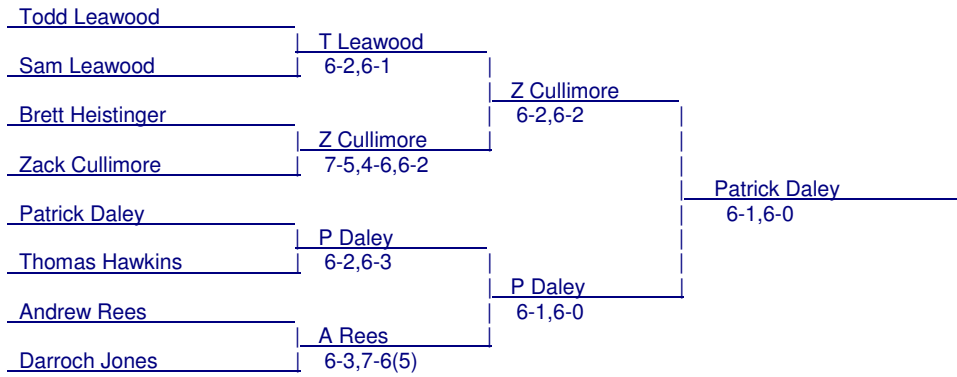 Todd Leawood
T Leawood
Sam Leawood
6-2,6-1
Z Cullimore
Brett Heistinger
6-2,6-2
Z Cullimore
Zack Cullimore
7-5,4-6,6-2
Patrick Daley
Patrick Daley
6-1,6-0
P Daley
Thomas Hawkins
6-2,6-3
P Daley
Andrew Rees
6-1,6-0
A Rees
Darroch Jones
6-3,7-6(5)